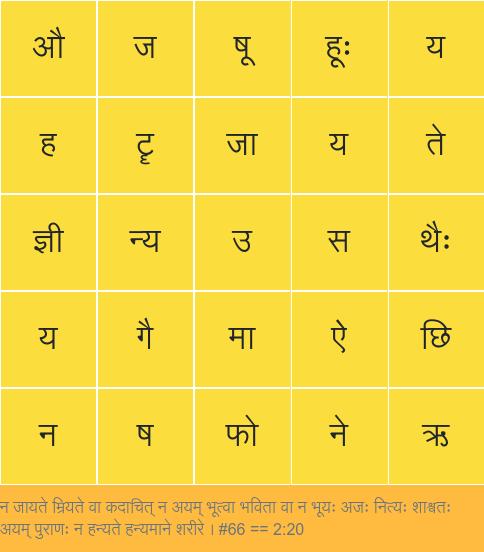 औ ज षू हूः य
ह टॄ जा य ते
ज्ञी न्य उ स थैः
य गै मा ऐ छि
न ष फो ने ऋ
न जायते म्रियते वा कदाचित् न अयम् भूत्वा भविता वा न भूयः अजः नित्यः शाश्वतः
अयम् पुराणः न हन्यते हन्यमाने शरीरे । #66 == 2:20